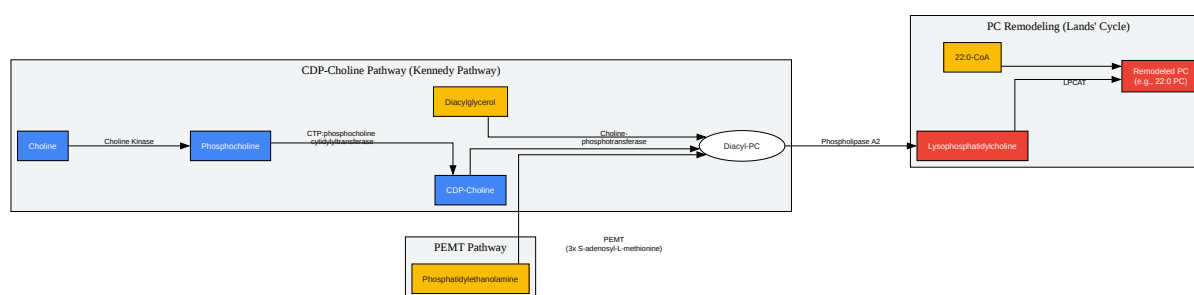 PC Remodeling (Lands' Cycle)
22:0-CoA
Remodeled PC
(e.g., 22:0 PC)
LPCAT
Lysophosphatidylcholine
CDP-Choline Pathway (Kennedy Pathway)
Diacylglycerol
Choline
Choline Kinase
Phosphocholine
CTP:phosphocholine
cytidylyltransferase
Choline-
phosphotransferase
Diacyl-PC
Phospholipase A2
CDP-Choline
PEMT Pathway
PEMT
(3x S-adenosyl-L-methionine)
Phosphatidylethanolamine